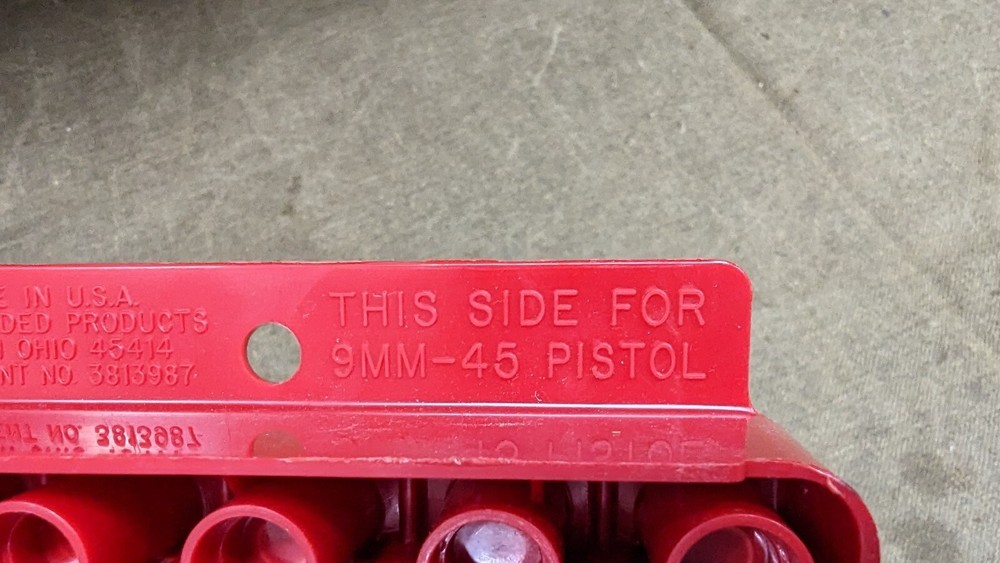 E IN U.S.A.
DED PRODUCTS
OHIO 45414
NT NO. 3813987
THIS SIDE FOR
9MM-45 PISTOL